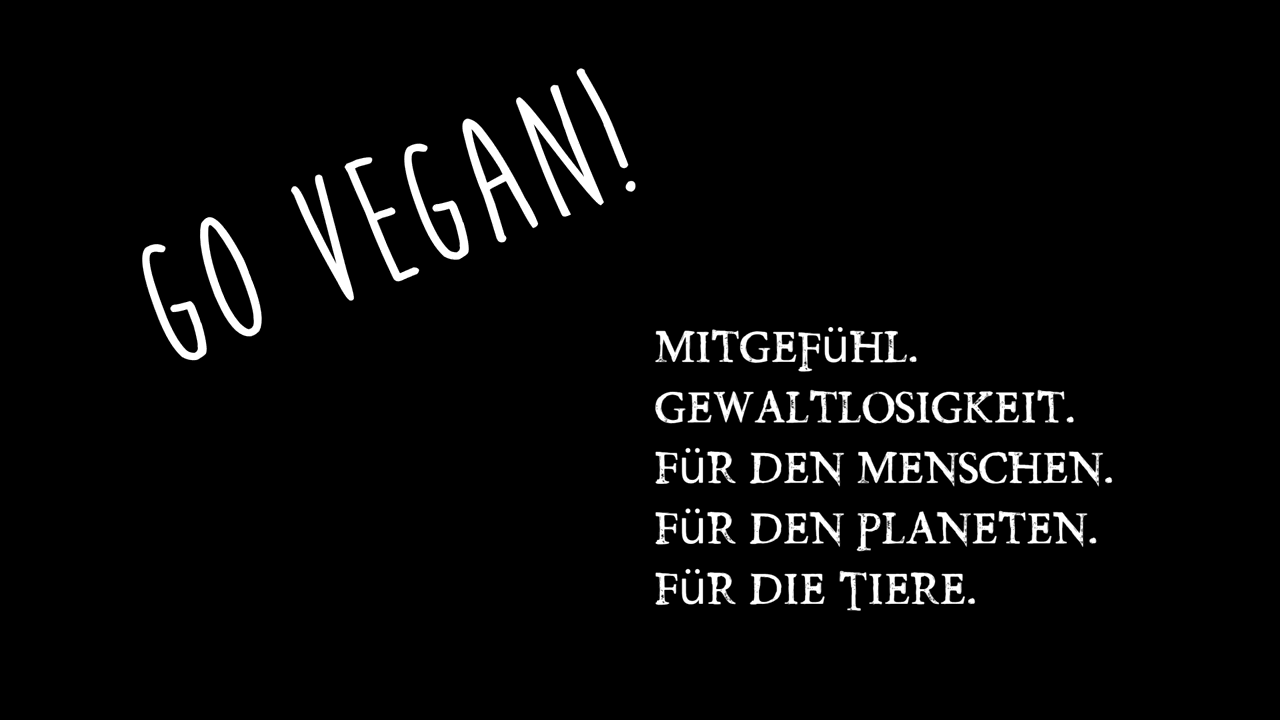 GO VEGAN!
MITGEFÜHL.
GEWALTLOSIGKEIT.
FÜR DEN MENSCHEN.
FÜR DEN PLANETEN.
FÜR DIE TIERE.